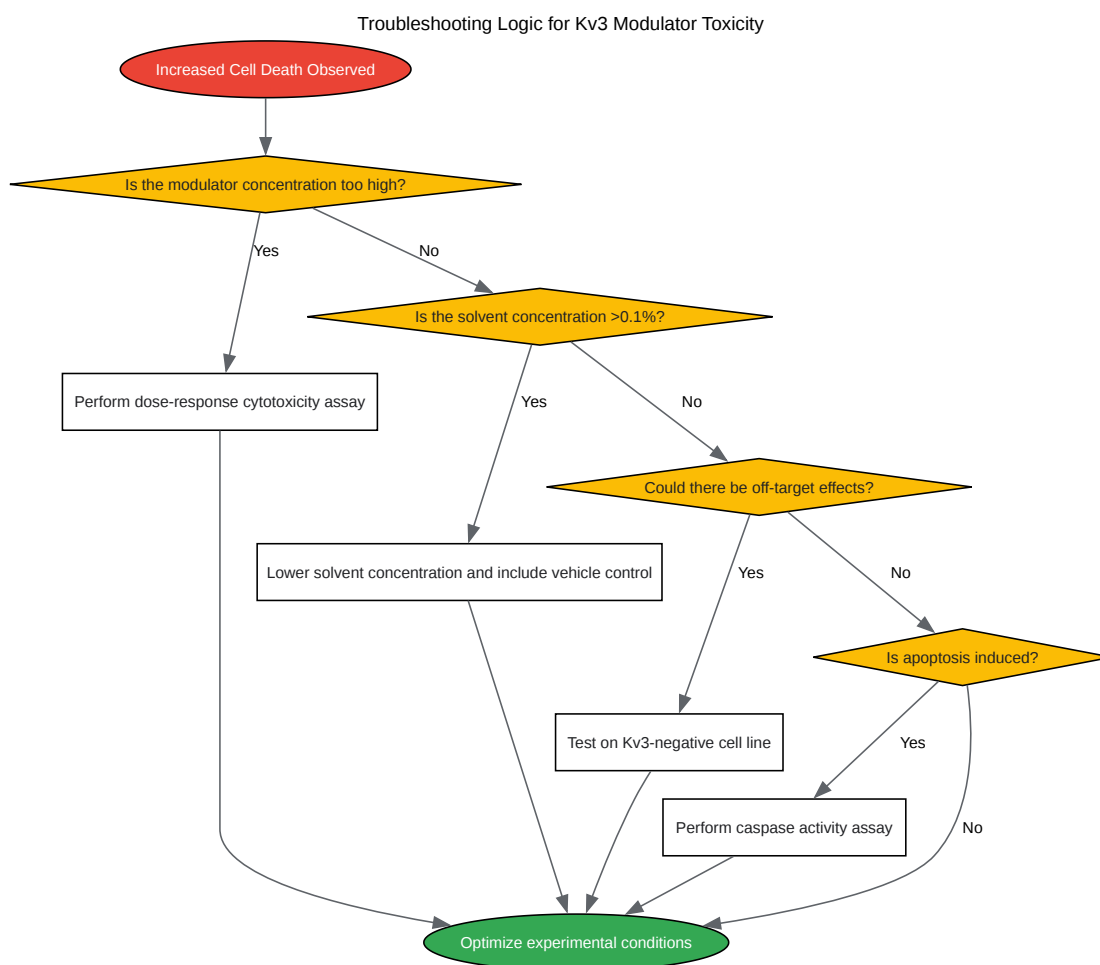 Troubleshooting Logic for Kv3 Modulator Toxicity
Increased Cell Death Observed
Is the modulator concentration too high?
Yes
No
Is the solvent concentration >0.1%?
Perform dose-response cytotoxicity assay
Yes
No
Could there be off-target effects?
Lower solvent concentration and include vehicle control
Yes
No
Is apoptosis induced?
Test on Kv3-negative cell line
Yes
Perform caspase activity assay
No
Optimize experimental conditions